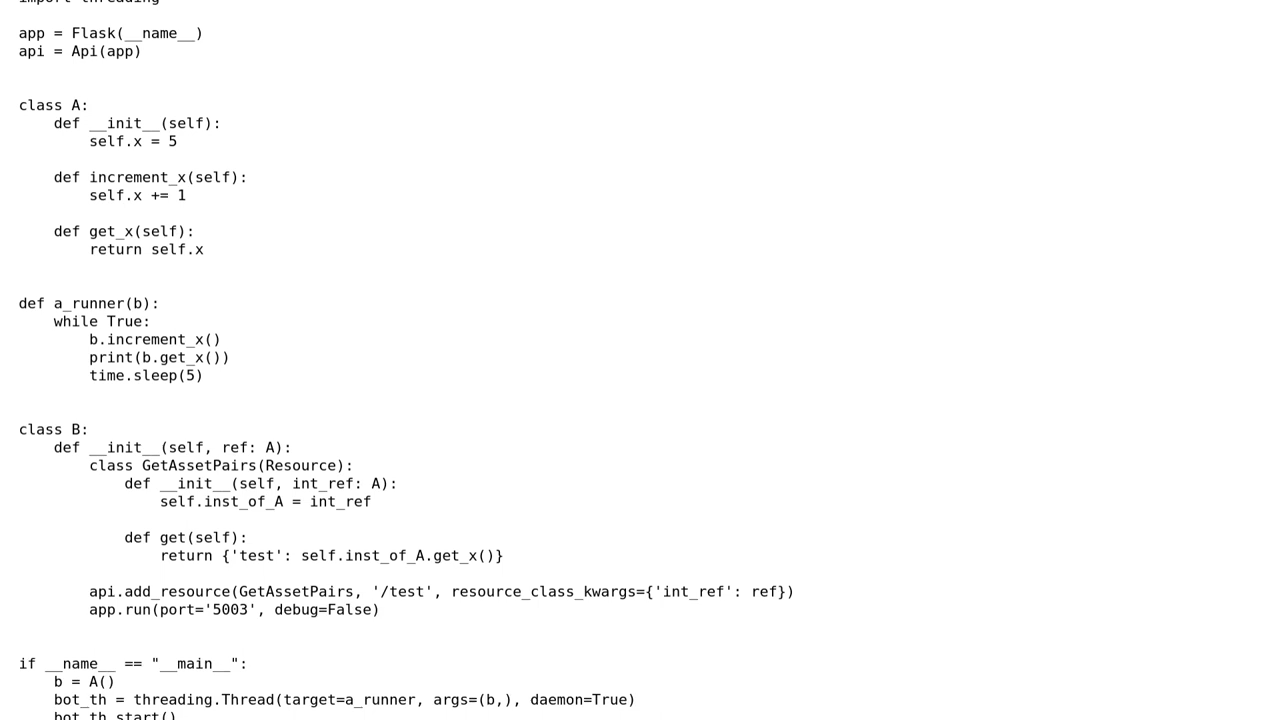 import threading
app = Flask(__name__)
api = Api(app)
class A:
    def __init__(self):
        self.x = 5
    def increment_x(self):
        self.x += 1
    def get_x(self):
        return self.x
def a_runner(b):
    while True:
        b.increment_x()
        print(b.get_x())
        time.sleep(5)
class B:
    def __init__(self, ref: A):
        class GetAssetPairs(Resource):
            def __init__(self, int_ref: A):
                self.inst_of_A = int_ref
            def get(self):
                return {'test': self.inst_of_A.get_x()}
        api.add_resource(GetAssetPairs, '/test', resource_class_kwargs={'int_ref': ref})
        app.run(port='5003', debug=False)
if __name__ == "__main__":
    b = A()
    bot_th = threading.Thread(target=a_runner, args=(b,), daemon=True)
    bot_th.start()